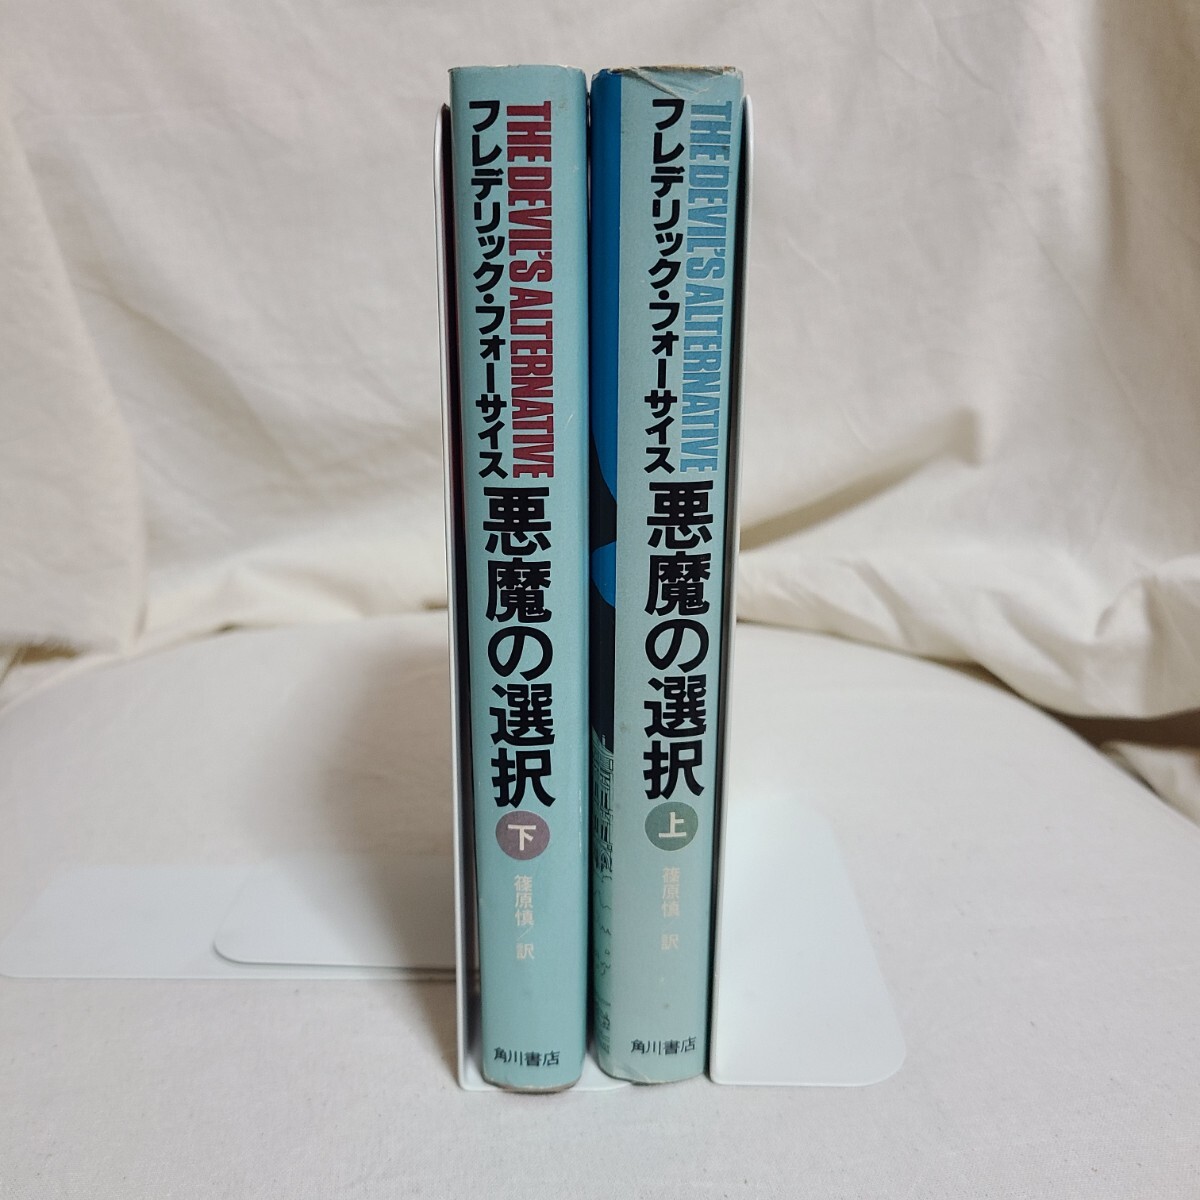 THE DEVIL'S ALTERNATIVE
フレデリック・フォーサイス
悪魔の選択
下
篠原慎/訳
角川書店
THE DEVIL'S ALTERNATIVE
フレデリック・フォーサイス
悪魔の選択
上
篠原慎/訳
角川書店